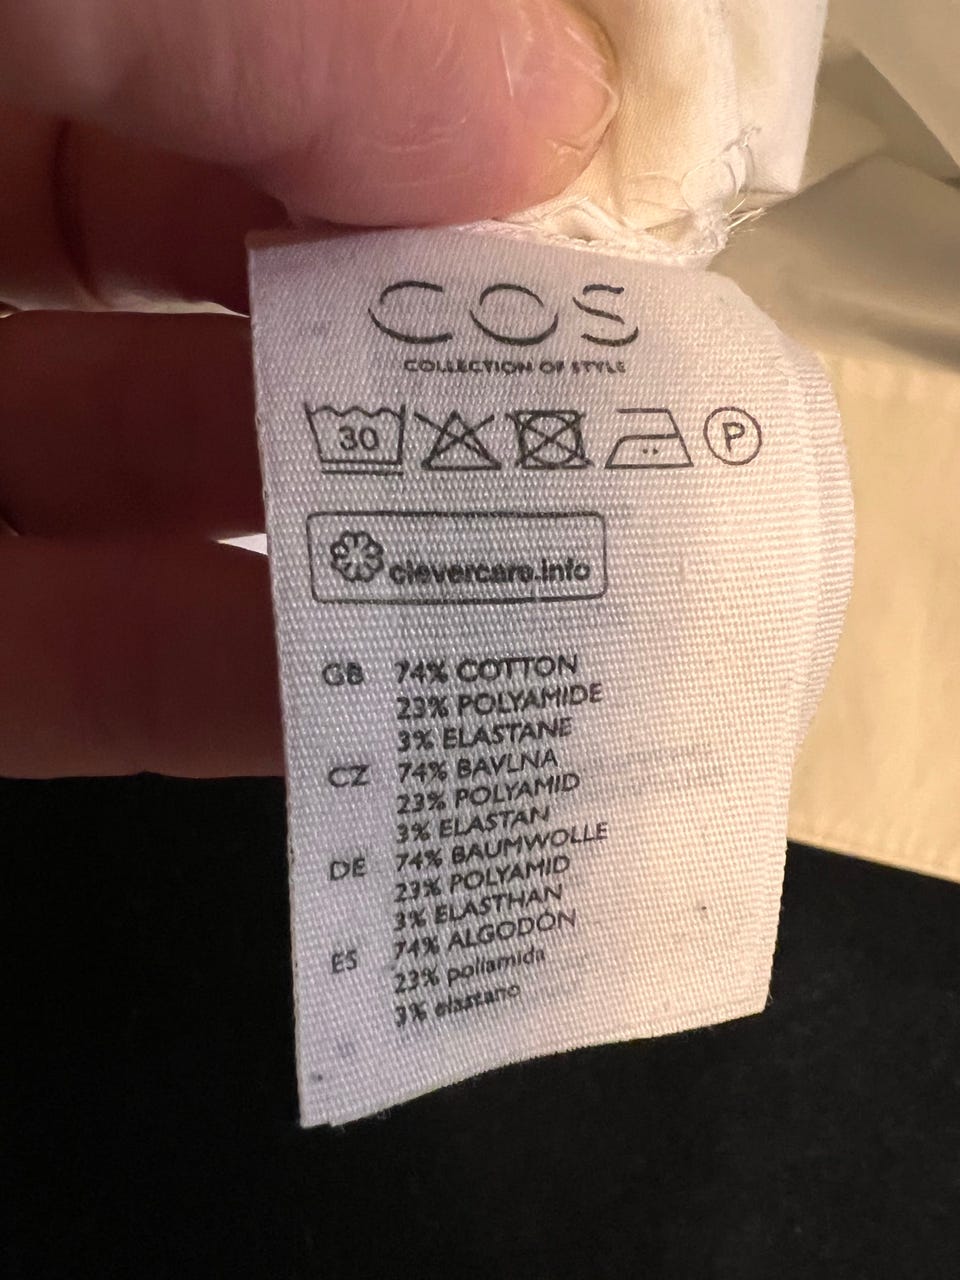 COS
COLLECTION OF STYLE
30 P
clevercare.info
GB 74% COTTON
23% POLYAMIDE
3% ELASTANE
CZ 74% BAVLNA
23% POLYAMID
3% ELASTAN
DE 74% BAUMWOLLE
23% POLYAMID
3% ELASTHAN
ES 74% ALGODÓN
23% poliamida
3% elastano